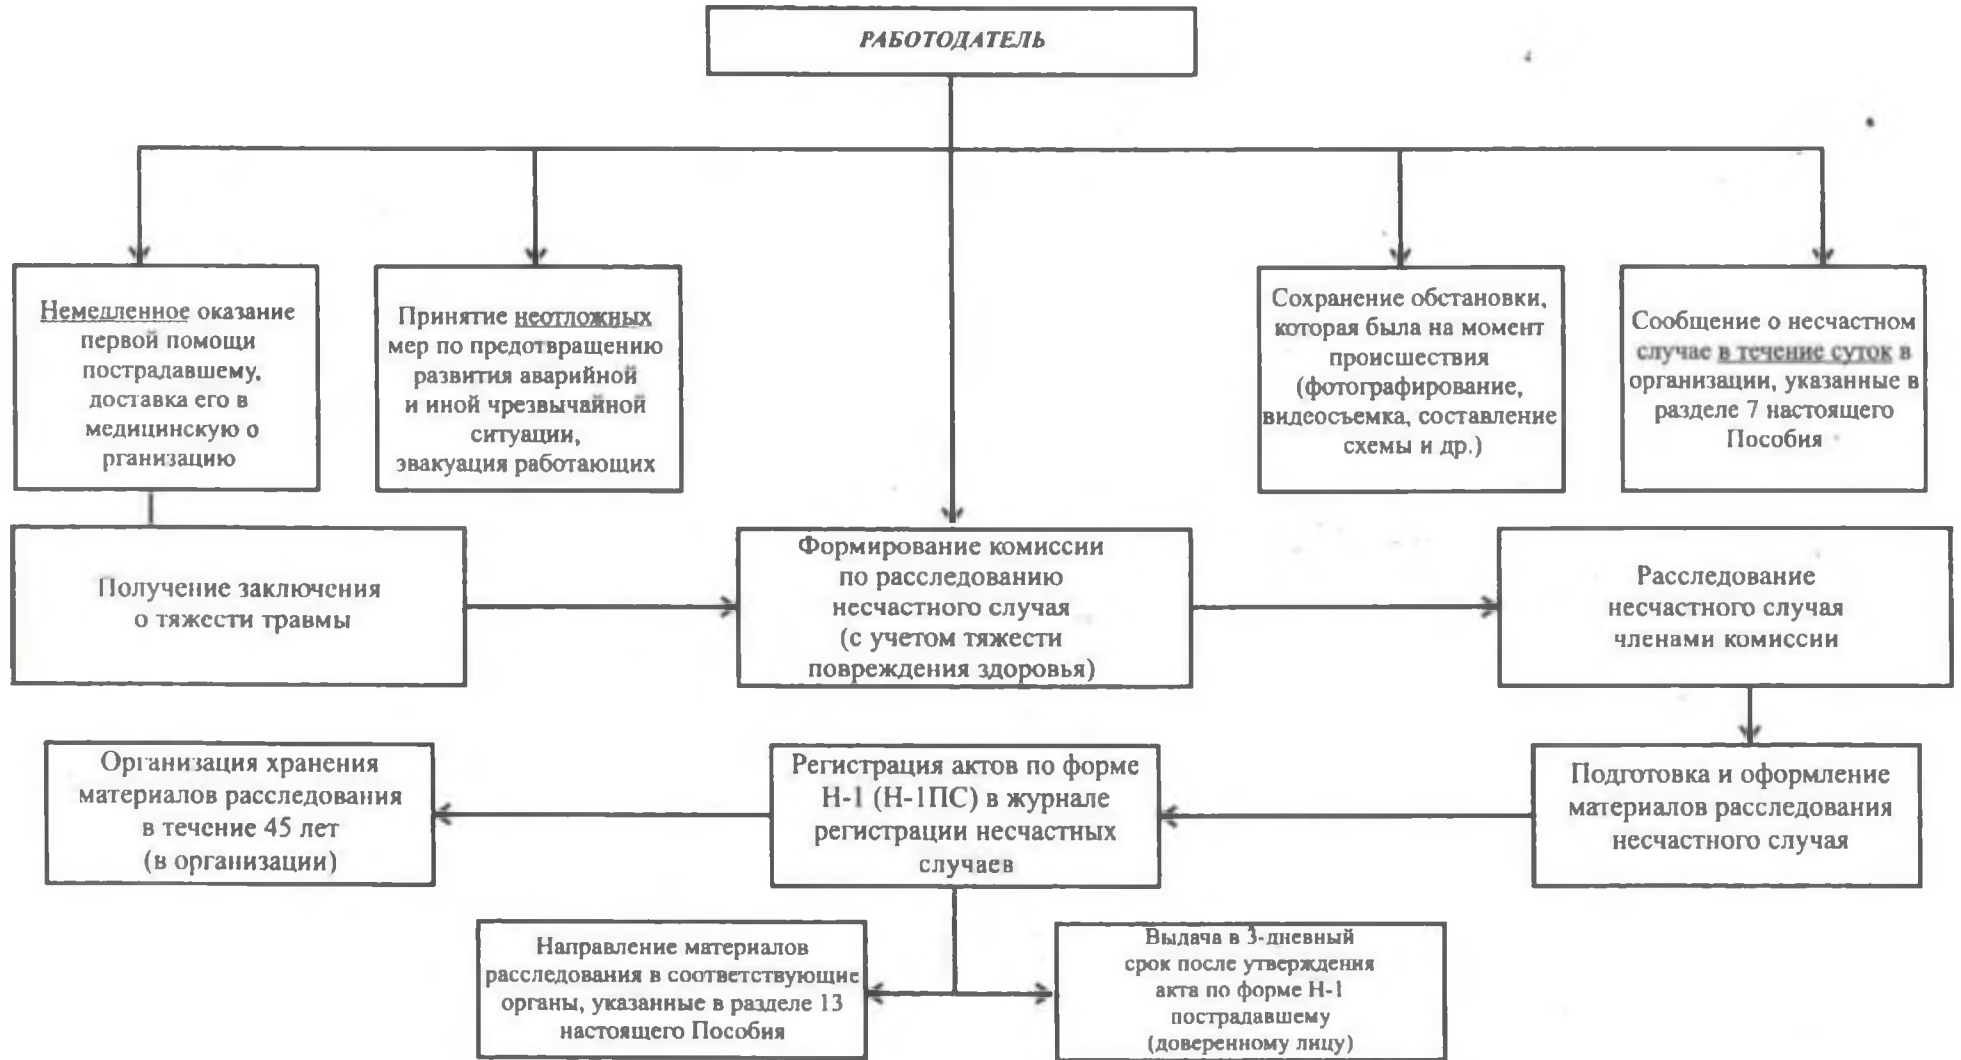 РАБОТОДАТЕЛЬ
Немедленное оказание
первой помощи
пострадавшему,
доставка его в
медицинскую о
рганизацию
Принятие неотложных
мер по предотвращению
развития аварийной
и иной чрезвычайной
ситуации,
эвакуация работающих
Сохранение обстановки,
которая была на момент
происшествия
(фотографирование,
видеосъемка, составление
схемы и др.)
Сообщение о несчастном
случае в течение суток в
организации, указанные в
разделе 7 настоящего
Пособия
Получение заключения
о тяжести травмы
Формирование комиссии
по расследованию
несчастного случая
(с учетом тяжести
повреждения здоровья)
Расследование
несчастного случая
членами комиссии
Организация хранения
материалов расследования
в течение 45 лет
(в организации)
Регистрация актов по форме
Н-1 (Н-1ПС) в журнале
регистрации несчастных
случаев
Подготовка и оформление
материалов расследования
несчастного случая
Направление материалов
расследования в соответствующие
органы, указанные в разделе 13
настоящего Пособия
Выдача в 3-дневный
срок после утверждения
акта по форме Н-1
пострадавшему
(доверенному лицу)